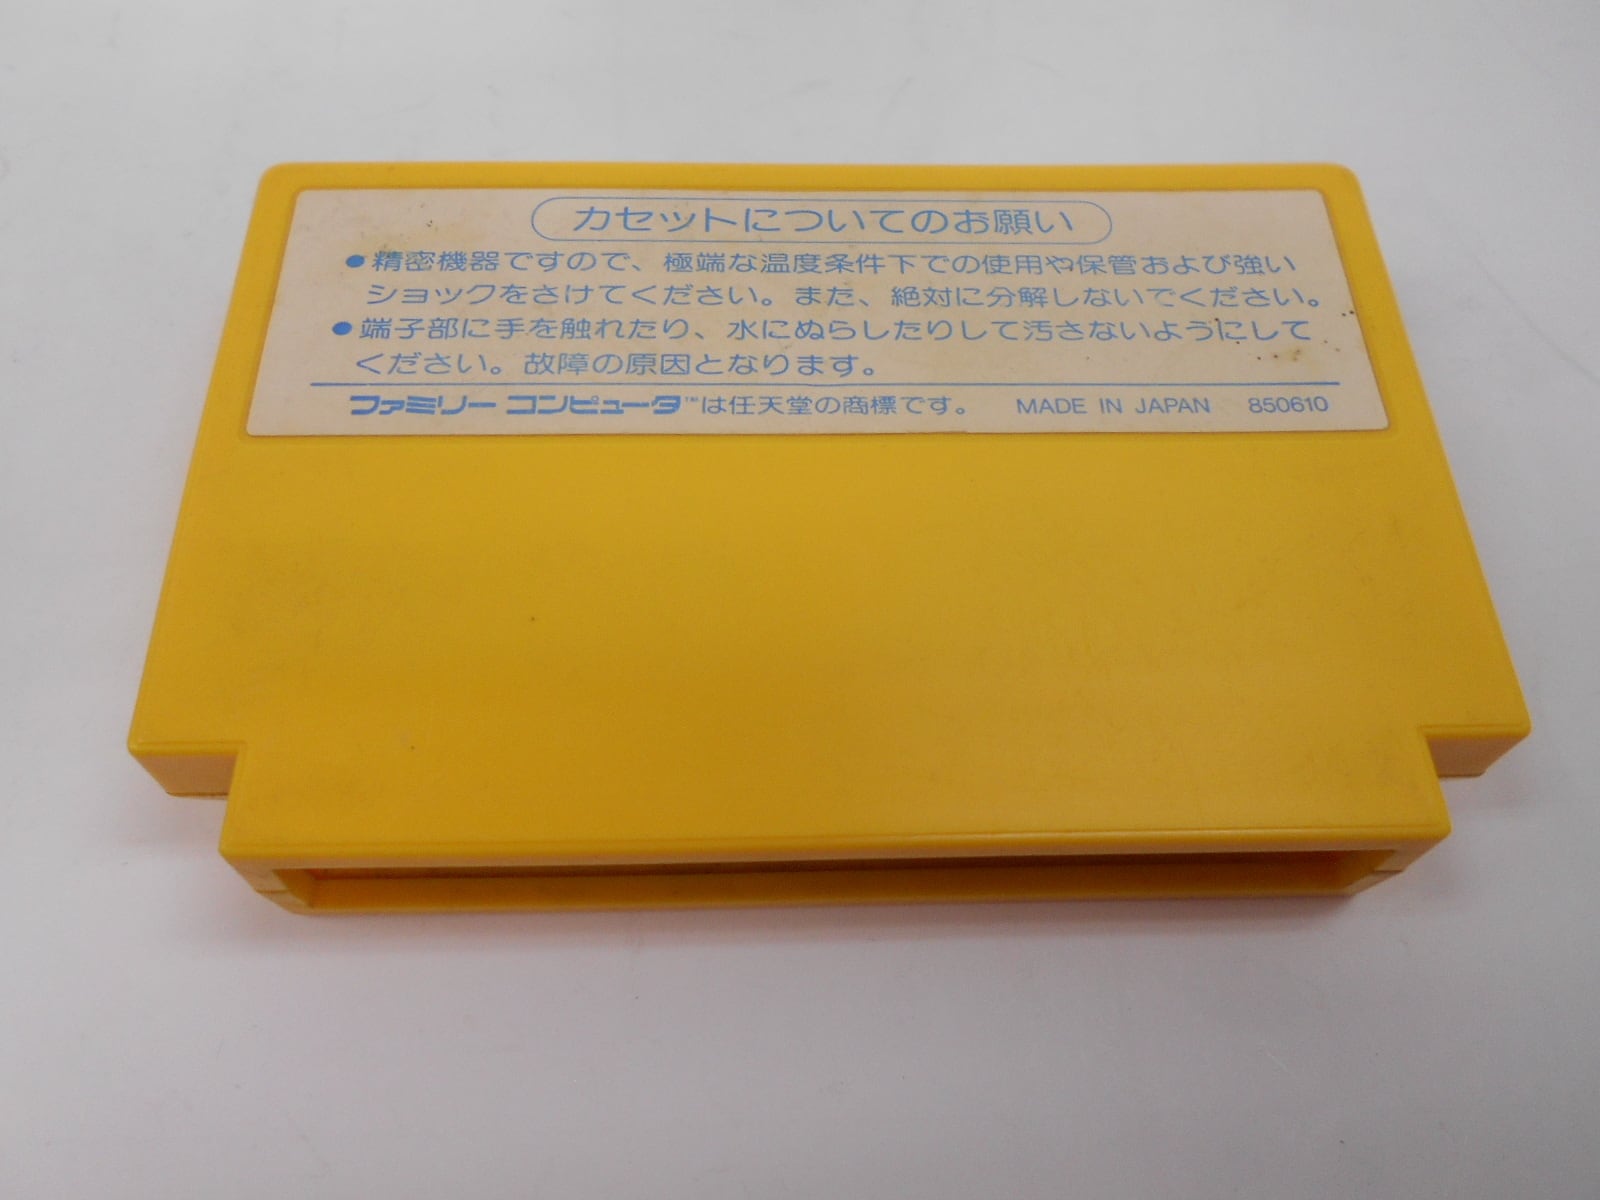 カセットについてのお願い
●精密機器ですので、極端な温度条件下での使用や保管および強い
ショックをさけてください。また、絶対に分解しないでください。
●端子部に手を触れたり、水にぬらしたりして汚さないようにして
ください。故障の原因となります。
ファミリーコンピュータ™は任天堂の商標です。 MADE IN JAPAN 850610